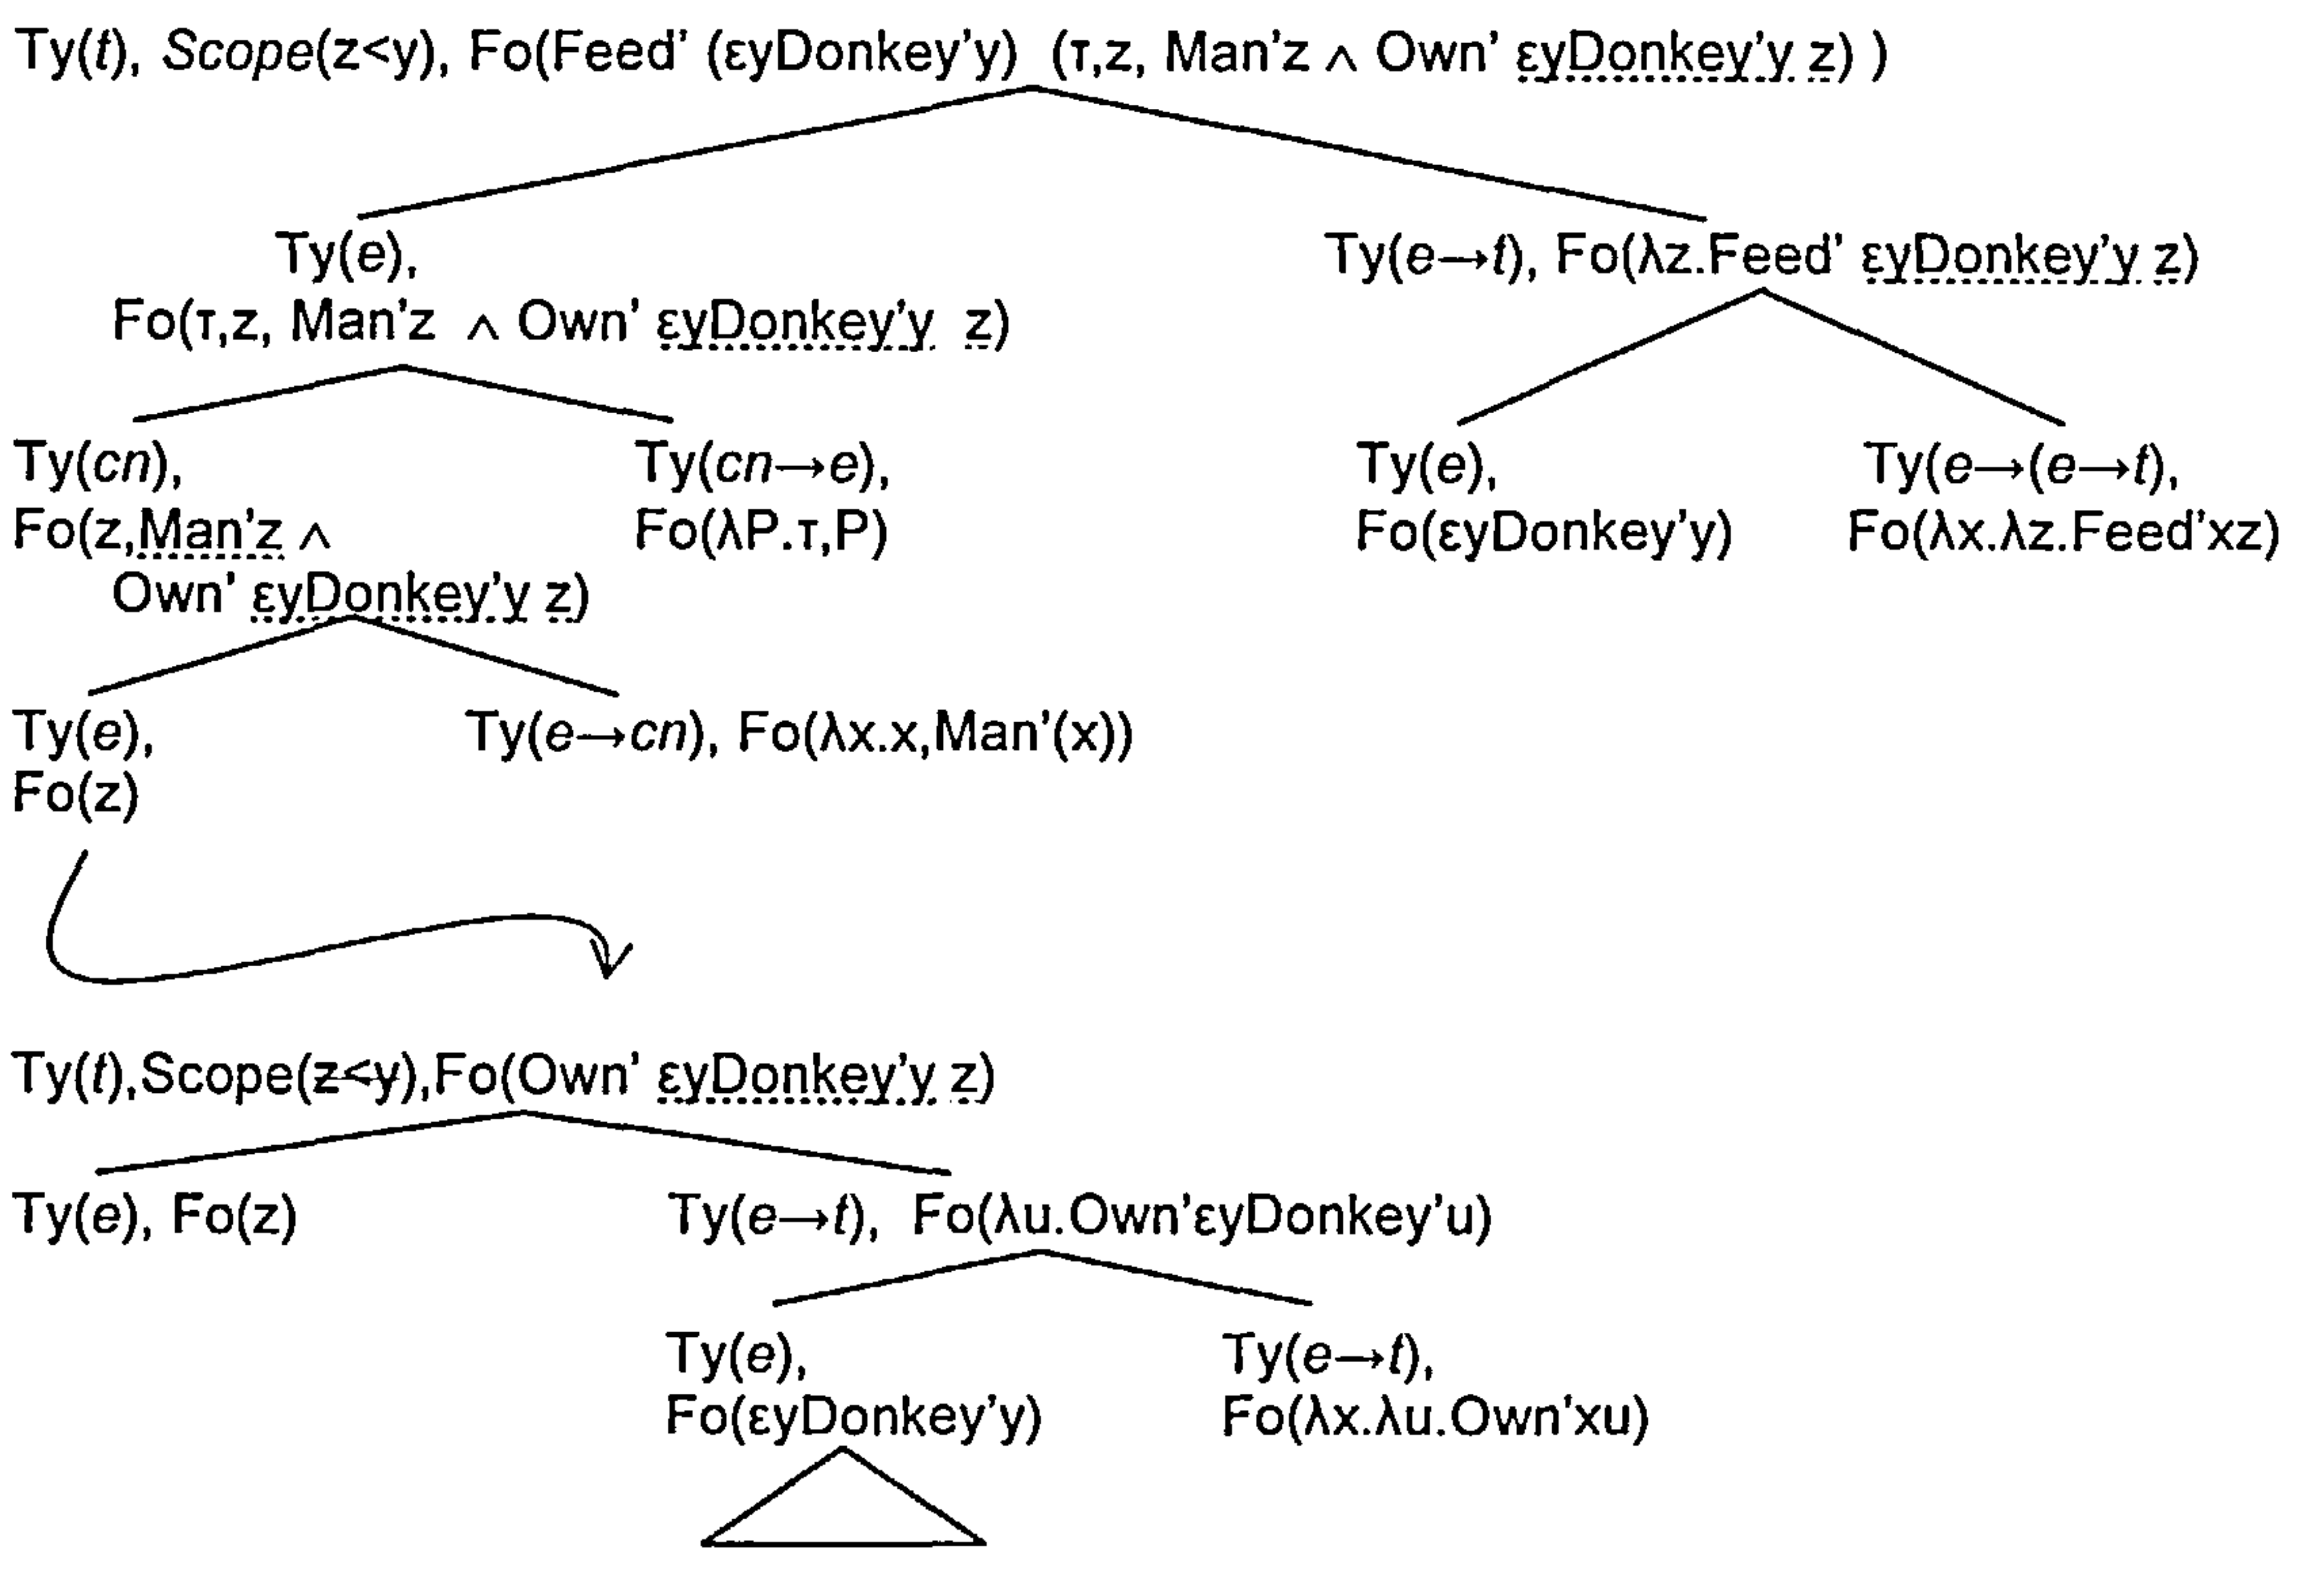 Ty(t), Scope(z<y), Fo(Feed' (εyDonkey'y) (τ,z, Man'z ∧ Own' εyDonkey'y z) )
Ty(e),
Fo(τ,z, Man'z ∧ Own' εyDonkey'y z)
Ty(e→t), Fo(λz.Feed' εyDonkey'y z)
Ty(cn),
Fo(z,Man'z ∧
Own' εyDonkey'y z)
Ty(cn→e),
Fo(λP.τ,P)
Ty(e),
Fo(εyDonkey'y)
Ty(e→(e→t),
Fo(λx.λz.Feed'xz)
Ty(e),
Fo(z)
Ty(e→cn), Fo(λx.x,Man'(x))
Ty(t),Scope(z<y),Fo(Own' εyDonkey'y z)
Ty(e), Fo(z)
Ty(e→t), Fo(λu.Own'εyDonkey'u)
Ty(e),
Fo(εyDonkey'y)
Ty(e→t),
Fo(λx.λu.Own'xu)